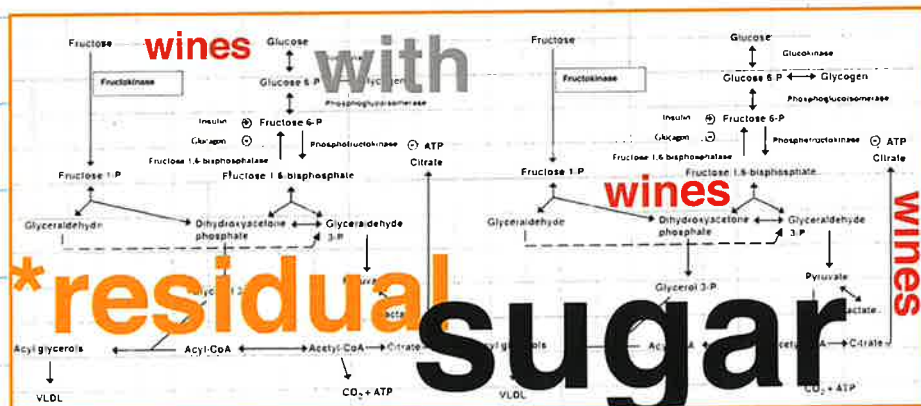 Fructose wines Glucose with Fructose Glucose
Glucokinase
Fructokinase Glucose 6-P Fructokinase Glucose 6-P Glycogen
Phosphoglucoisomerase Phosphoglucoisomerase
Insulin + Fructose 6-P Insulin + Fructose 6-P
Glucagon - Phosphofructokinase - ATP Glucagon - Phosphofructokinase - ATP
Fructose 1,6 bisphosphatase Citrate Fructose 1,6 bisphosphatase Citrate
Fructose 1-P Fructose 1,6-bisphosphate Fructose 1-P Fructose 1,6-bisphosphate
wines wines
Glyceraldehyde Dihydroxyacetone Glyceraldehyde Glyceraldehyde Dihydroxyacetone Glyceraldehyde
phosphate 3-P phosphate 3-P
*residual Glycerol 3-P Pyruvate
sugar
Acyl glycerols Acyl-CoA Acetyl-CoA Citrate Citrate
VLDL CO₂ + ATP VLDL CO₂ + ATP